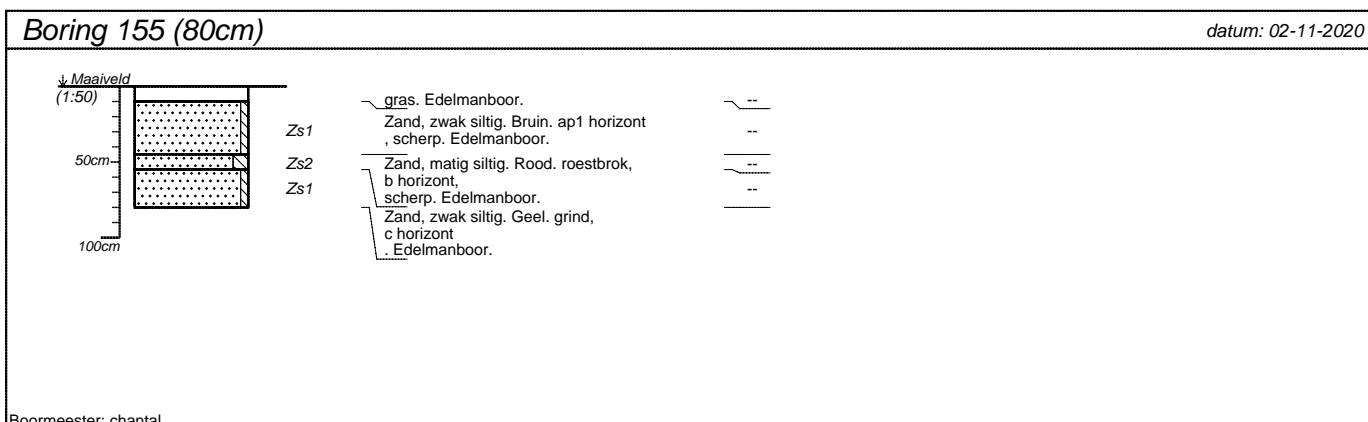 Boring 155 (80cm)
datum: 02-11-2020
Maaiveld
(1:50)
gras. Edelmanboor.
--
Zs1
Zand, zwak siltig. Bruin. ap1 horizont
, scherp. Edelmanboor.
--
50cm
Zs2
Zand, matig siltig. Rood. roestbrok,
b horizont,
scherp. Edelmanboor.
--
Zs1
--
Zand, zwak siltig. Geel. grind,
c horizont
. Edelmanboor.
100cm
Boormeester: chantal